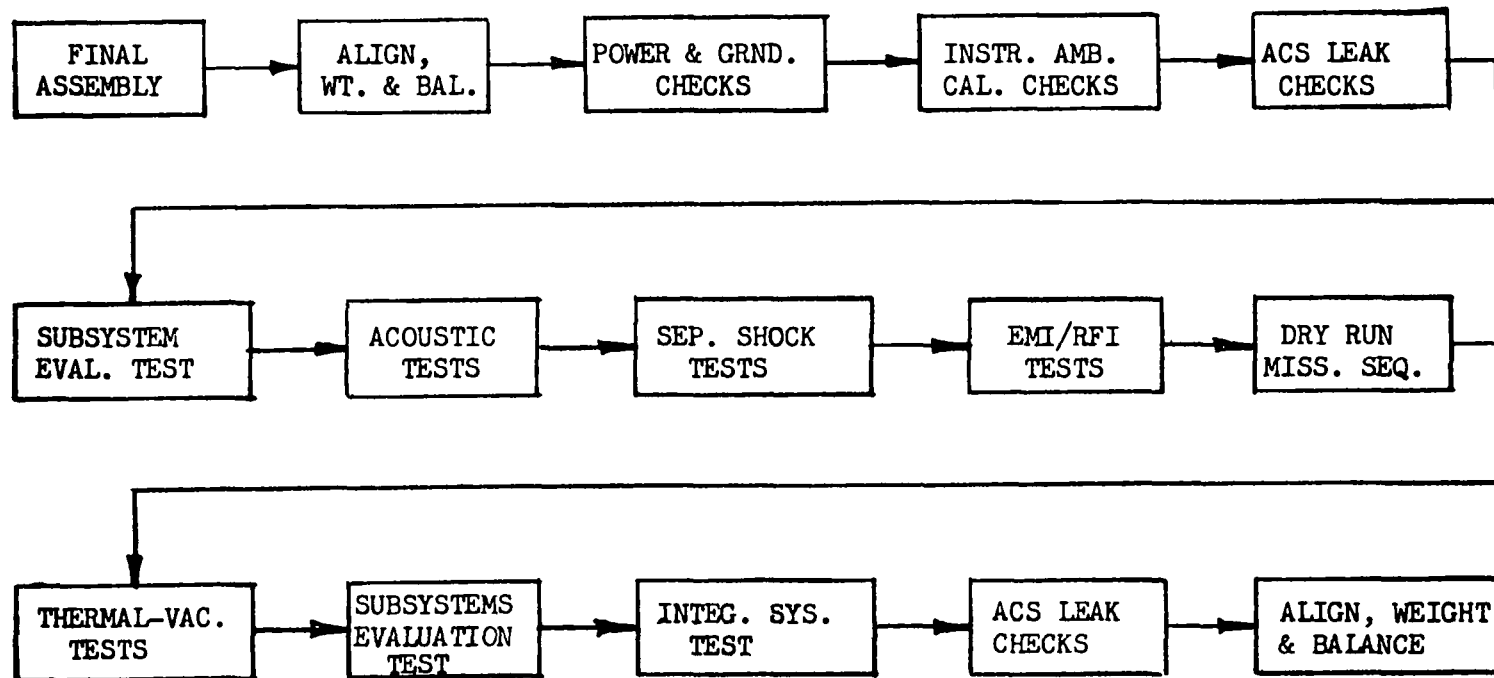 FINAL
ASSEMBLY
ALIGN,
WT. & BAL.
POWER & GRND.
CHECKS
INSTR. AMB.
CAL. CHECKS
ACS LEAK
CHECKS
SUBSYSTEM
EVAL. TEST
ACOUSTIC
TESTS
SEP. SHOCK
TESTS
EMI/RFI
TESTS
DRY RUN
MISS. SEQ.
THERMAL-VAC.
TESTS
SUBSYSTEMS
EVALUATION
TEST
INTEG. SYS.
TEST
ACS LEAK
CHECKS
ALIGN, WEIGHT
& BALANCE